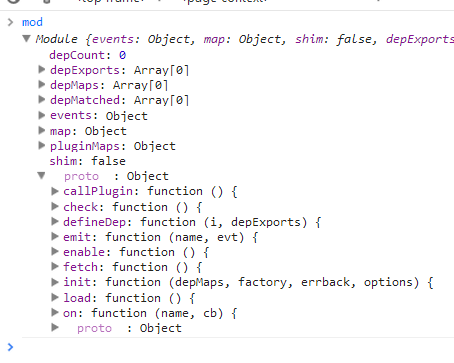 mod
Module {events: Object, map: Object, shim: false, depExports
depCount: 0
depExports: Array[0]
depMaps: Array[0]
depMatched: Array[0]
events: Object
map: Object
pluginMaps: Object
shim: false
proto : Object
callPlugin: function () {
check: function () {
defineDep: function (i, depExports) {
emit: function (name, evt) {
enable: function () {
fetch: function () {
init: function (depMaps, factory, errback, options) {
load: function () {
on: function (name, cb) {
proto : Object